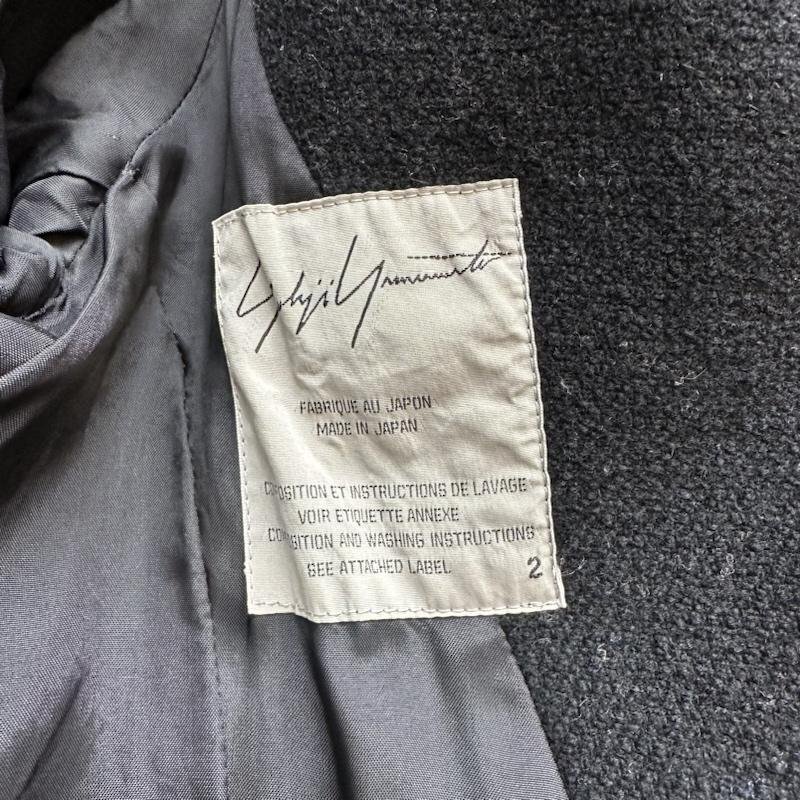 Yohji Yamamoto
FABRIQUE AU JAPON
MADE IN JAPAN
COMPOSITION ET INSTRUCTIONS DE LAVAGE
VOIR ETIQUETTE ANNEXE
COMPOSITION AND WASHING INSTRUCTIONS
SEE ATTACHED LABEL
2